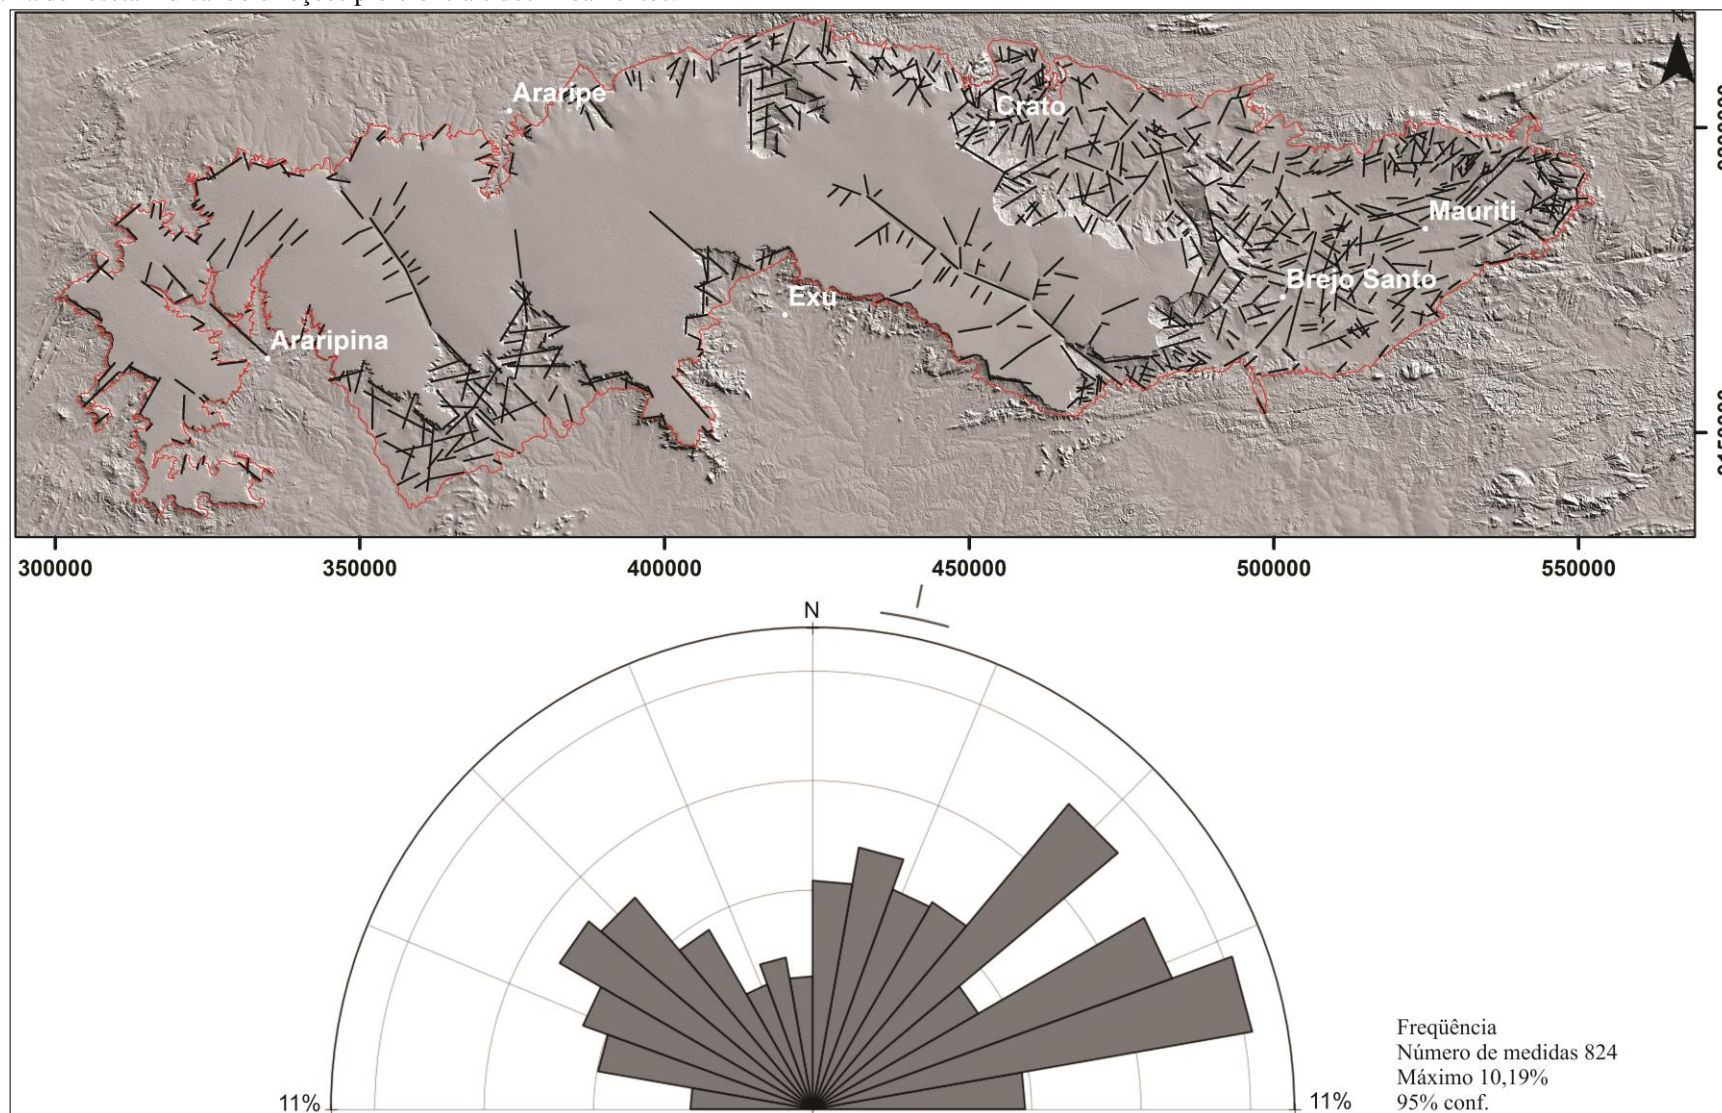 Araripe
Crato
Mauriti
Brejo Santo
Exu
Araripina
300000
350000
400000
450000
500000
550000
N
11%
11%
Freqüência
Número de medidas 824
Máximo 10,19%
95% conf.